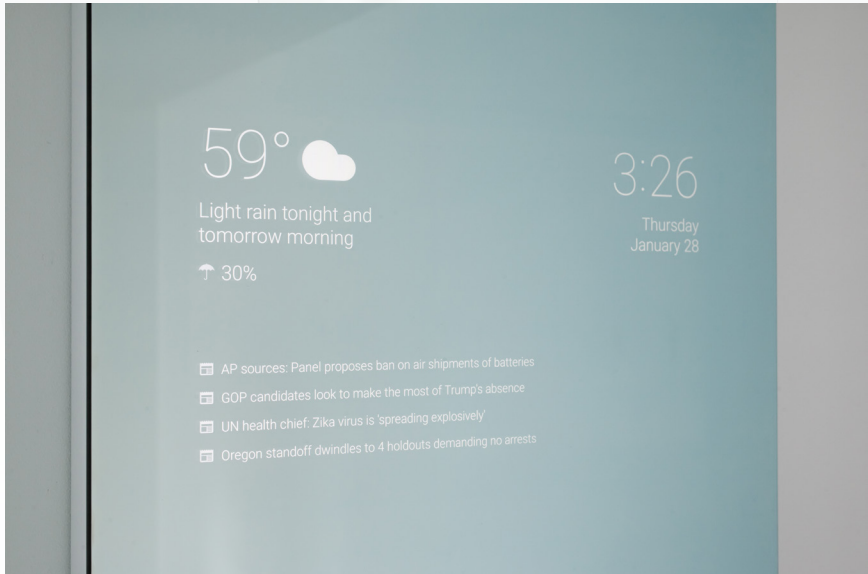 59°
Light rain tonight and
tomorrow morning
30%
3:26
Thursday
January 28
AP sources: Panel proposes ban on air shipments of batteries
GOP candidates look to make the most of Trump's absence
UN health chief: Zika virus is 'spreading explosively'
Oregon standoff dwindles to 4 holdouts demanding no arrests